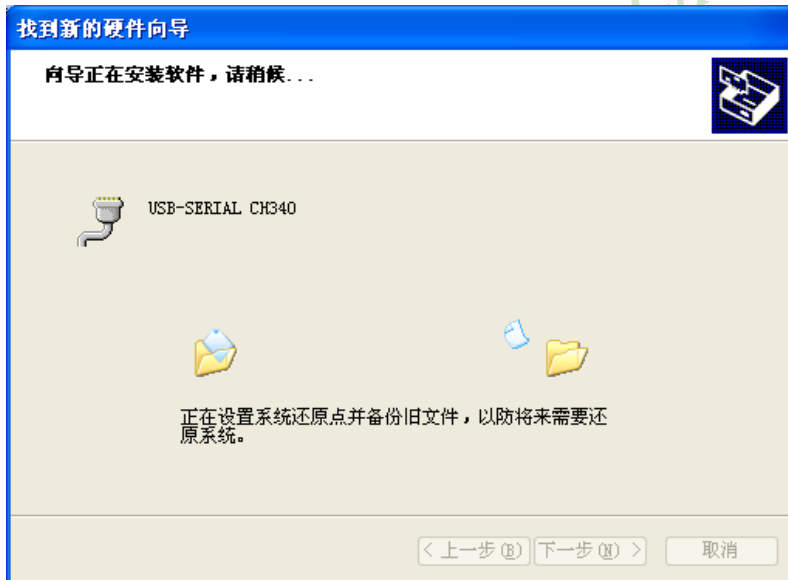 找到新的硬件向导
向导正在安装软件，请稍候...
USB-SERIAL CH340
正在设置系统还原点并备份旧文件，以防将来需要还
原系统。
< 上一步(B) 下一步(N) > 取消